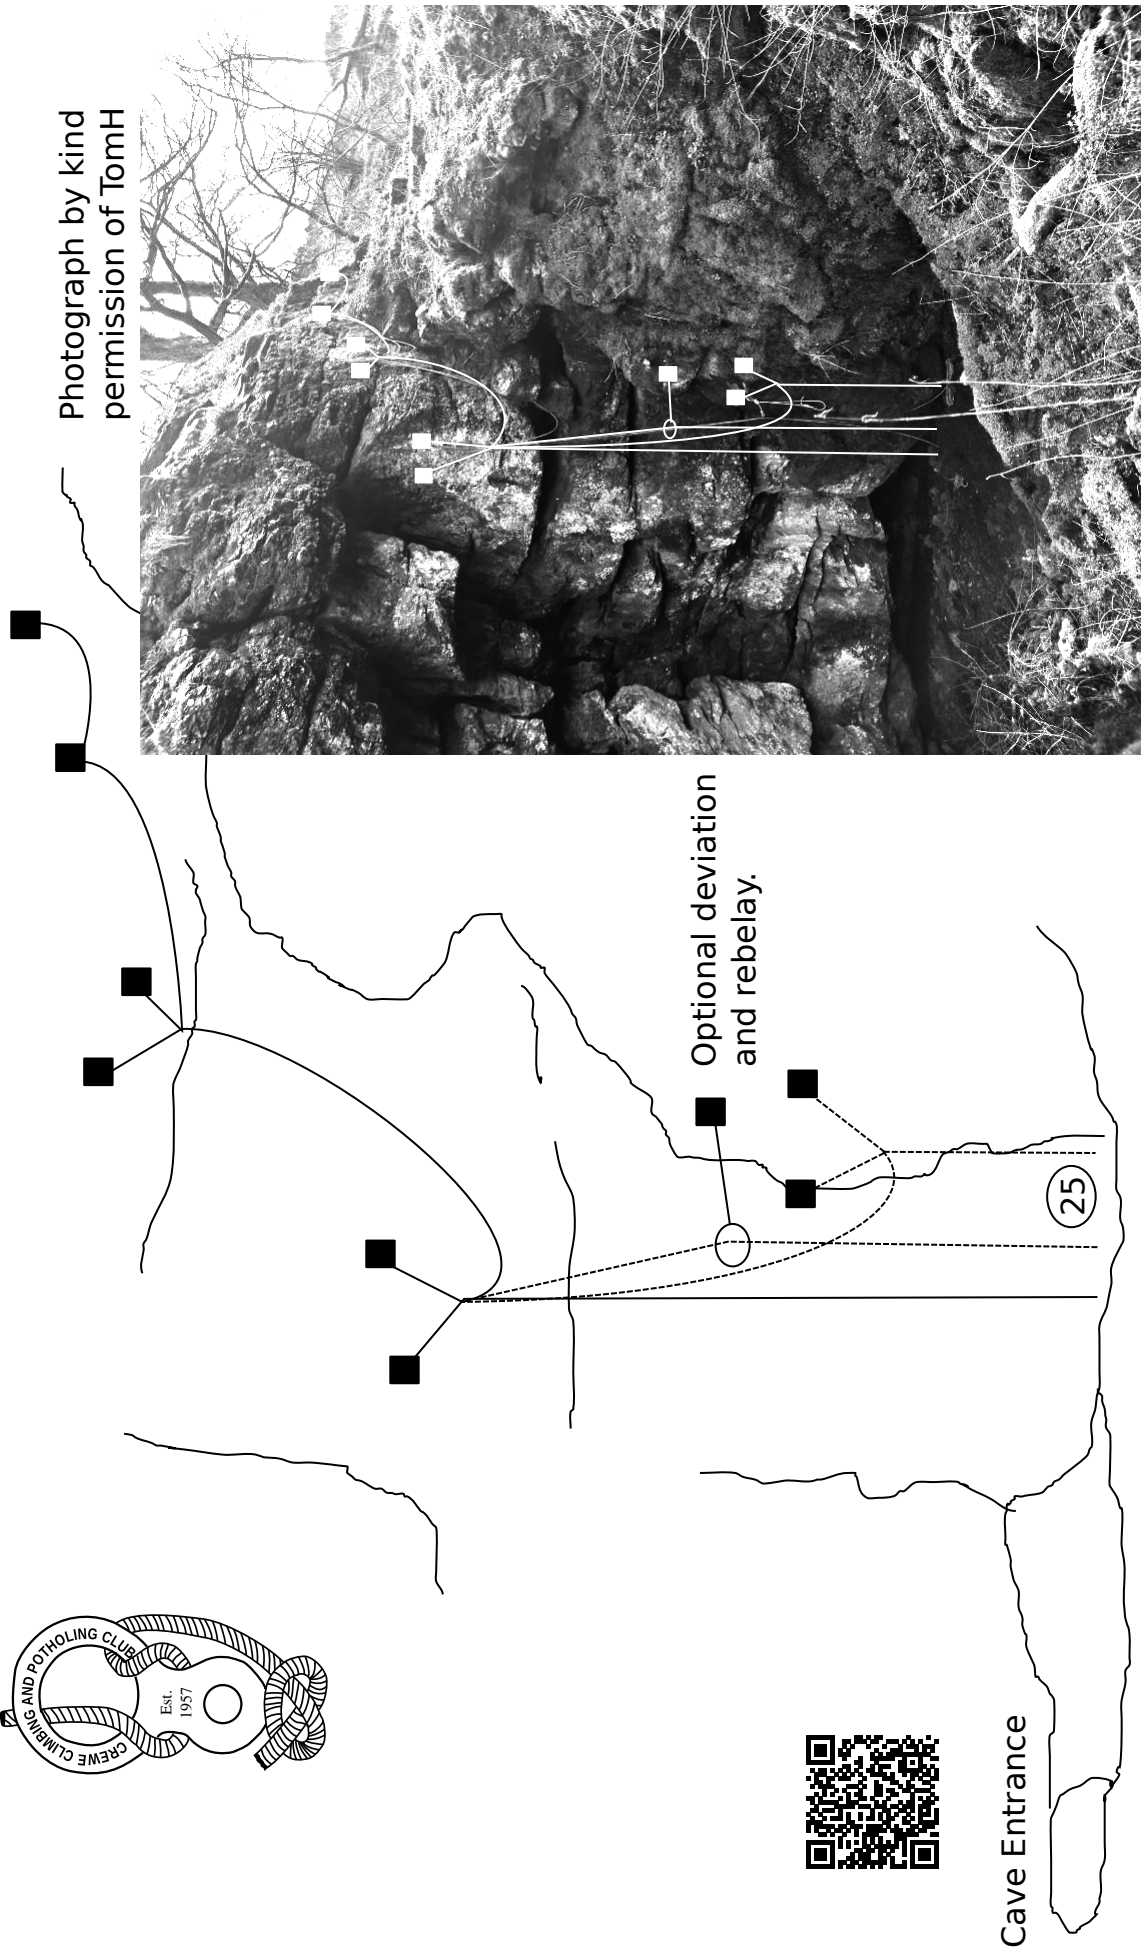 Photograph by kind
permission of TomH
Optional deviation
and rebelay.
25
CREWE CLIMBING AND POTHOLING CLUB
Est.
1957
Cave Entrance